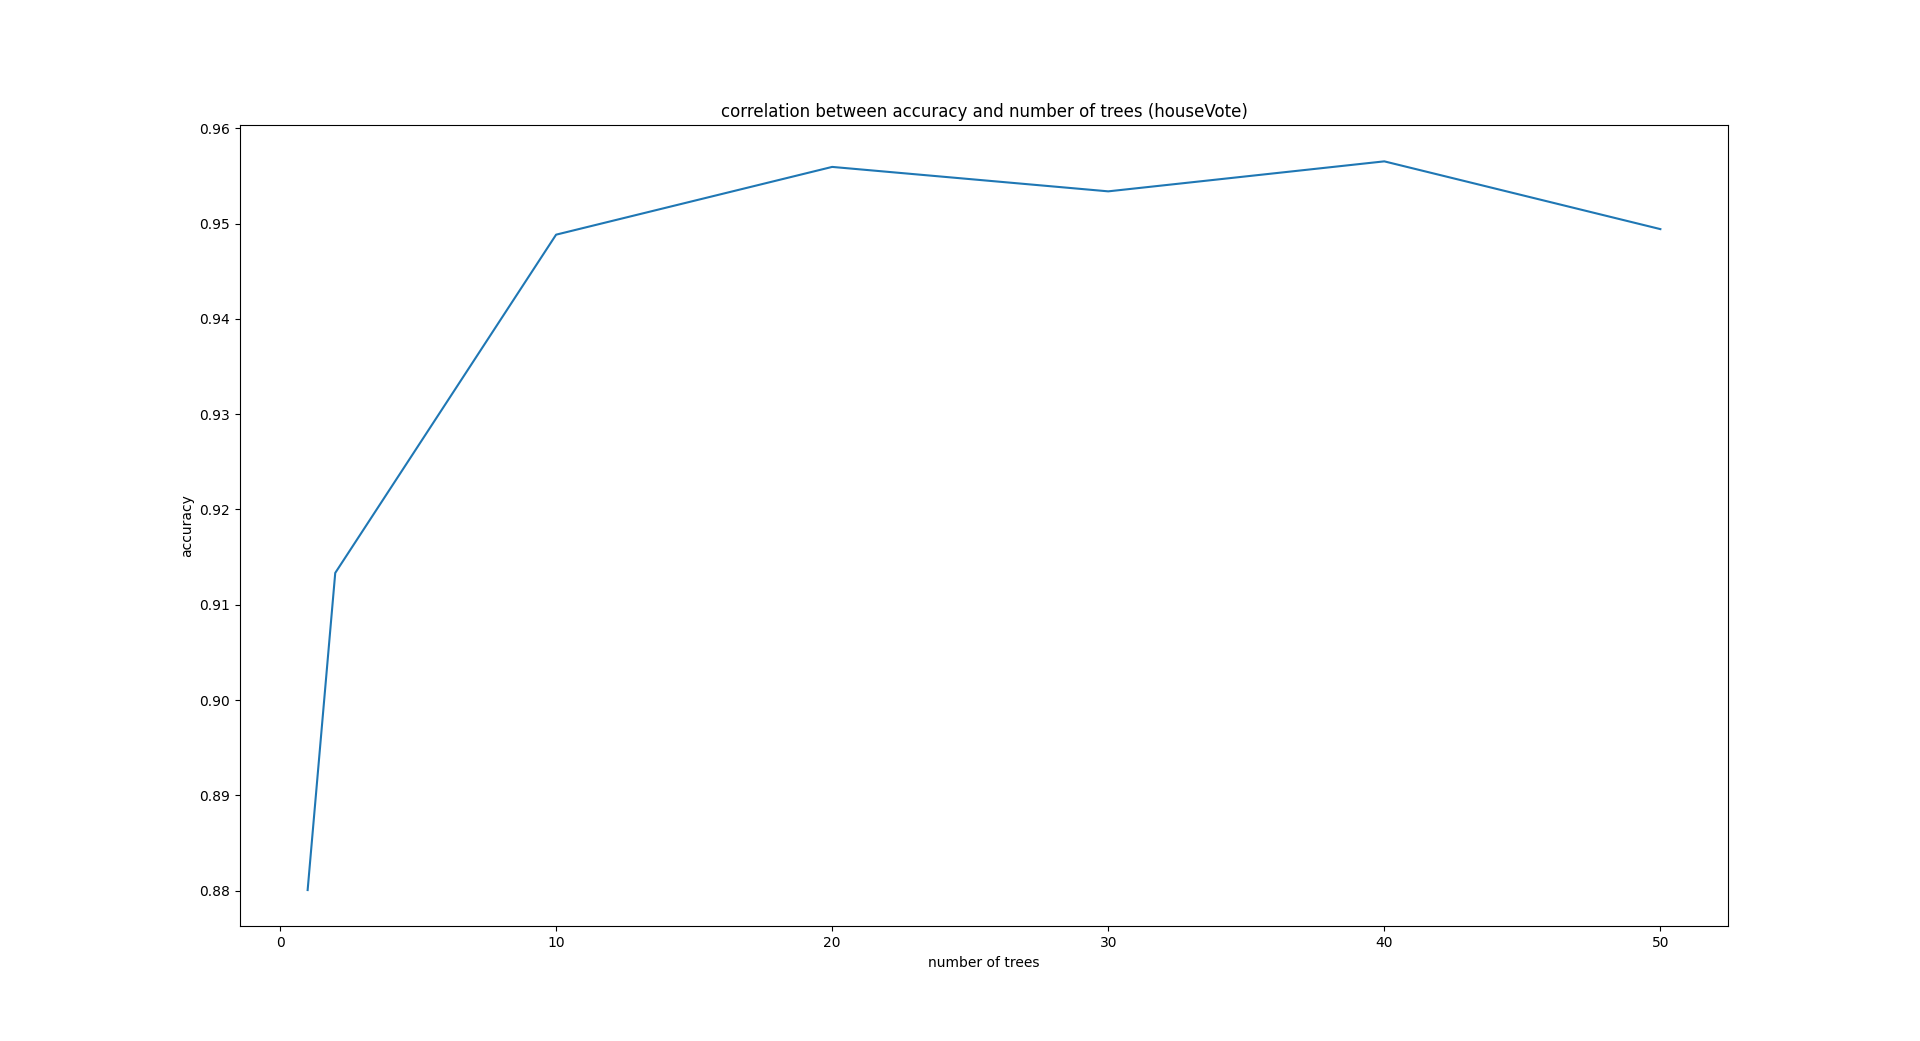 correlation between accuracy and number of trees (houseVote)
0.96
0.95
0.94
0.93
0.92
0.91
0.90
0.89
0.88
accuracy
0 10 20 30 40 50
number of trees